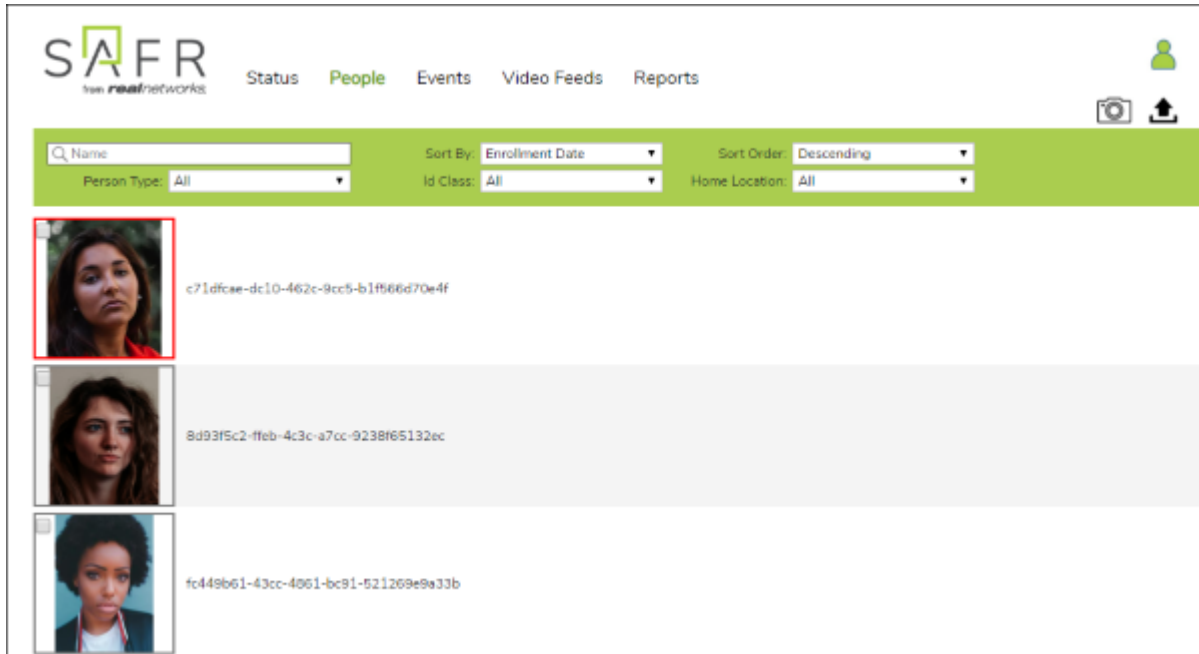 SAFR
from realnetworks
Status People Events Video Feeds Reports
Name Sort By: Enrollment Date Sort Order: Descending
Person Type: All Id Class: All Home Location: All
c71dfcae-dc10-462c-9cc5-b1f566d70e4f
8d93f5c2-ffeb-4c3c-a7cc-9238f65132ec
fc449b61-43cc-4861-bc91-521269e9a33b